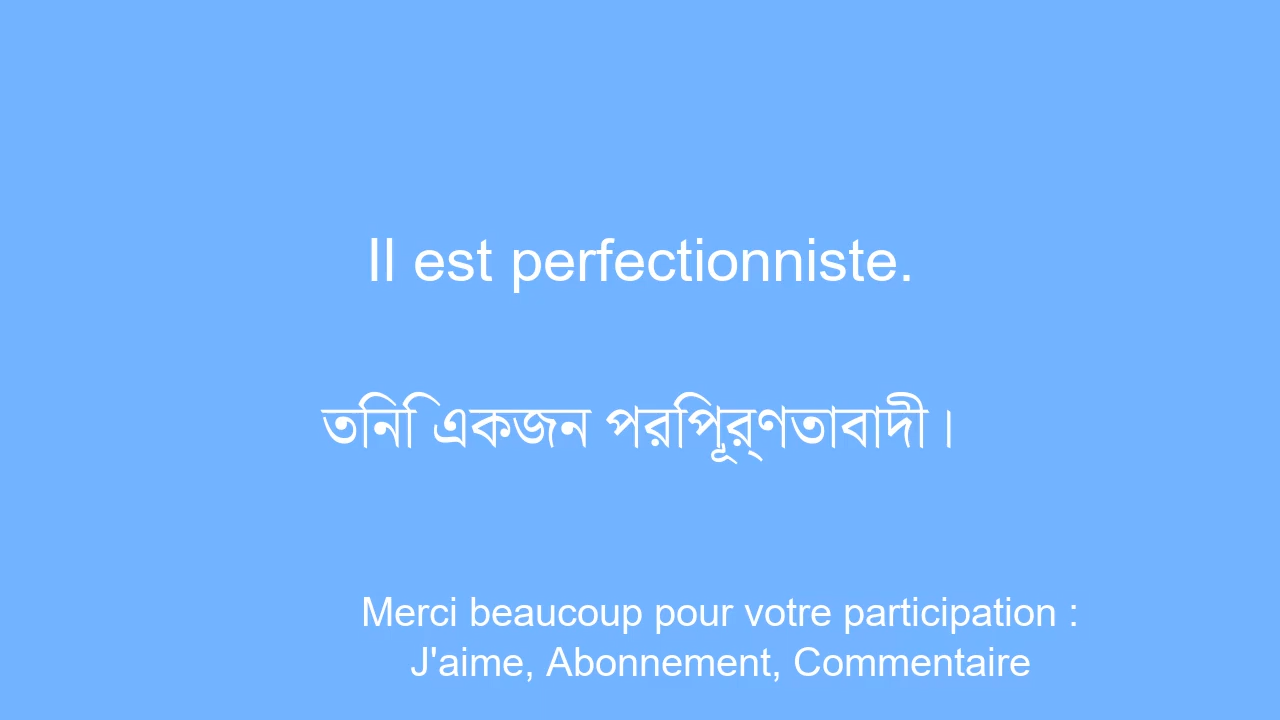 Il est perfectionniste.
তিনি একজন পরিপূর্ণতাবাদী।
Merci beaucoup pour votre participation :
J'aime, Abonnement, Commentaire